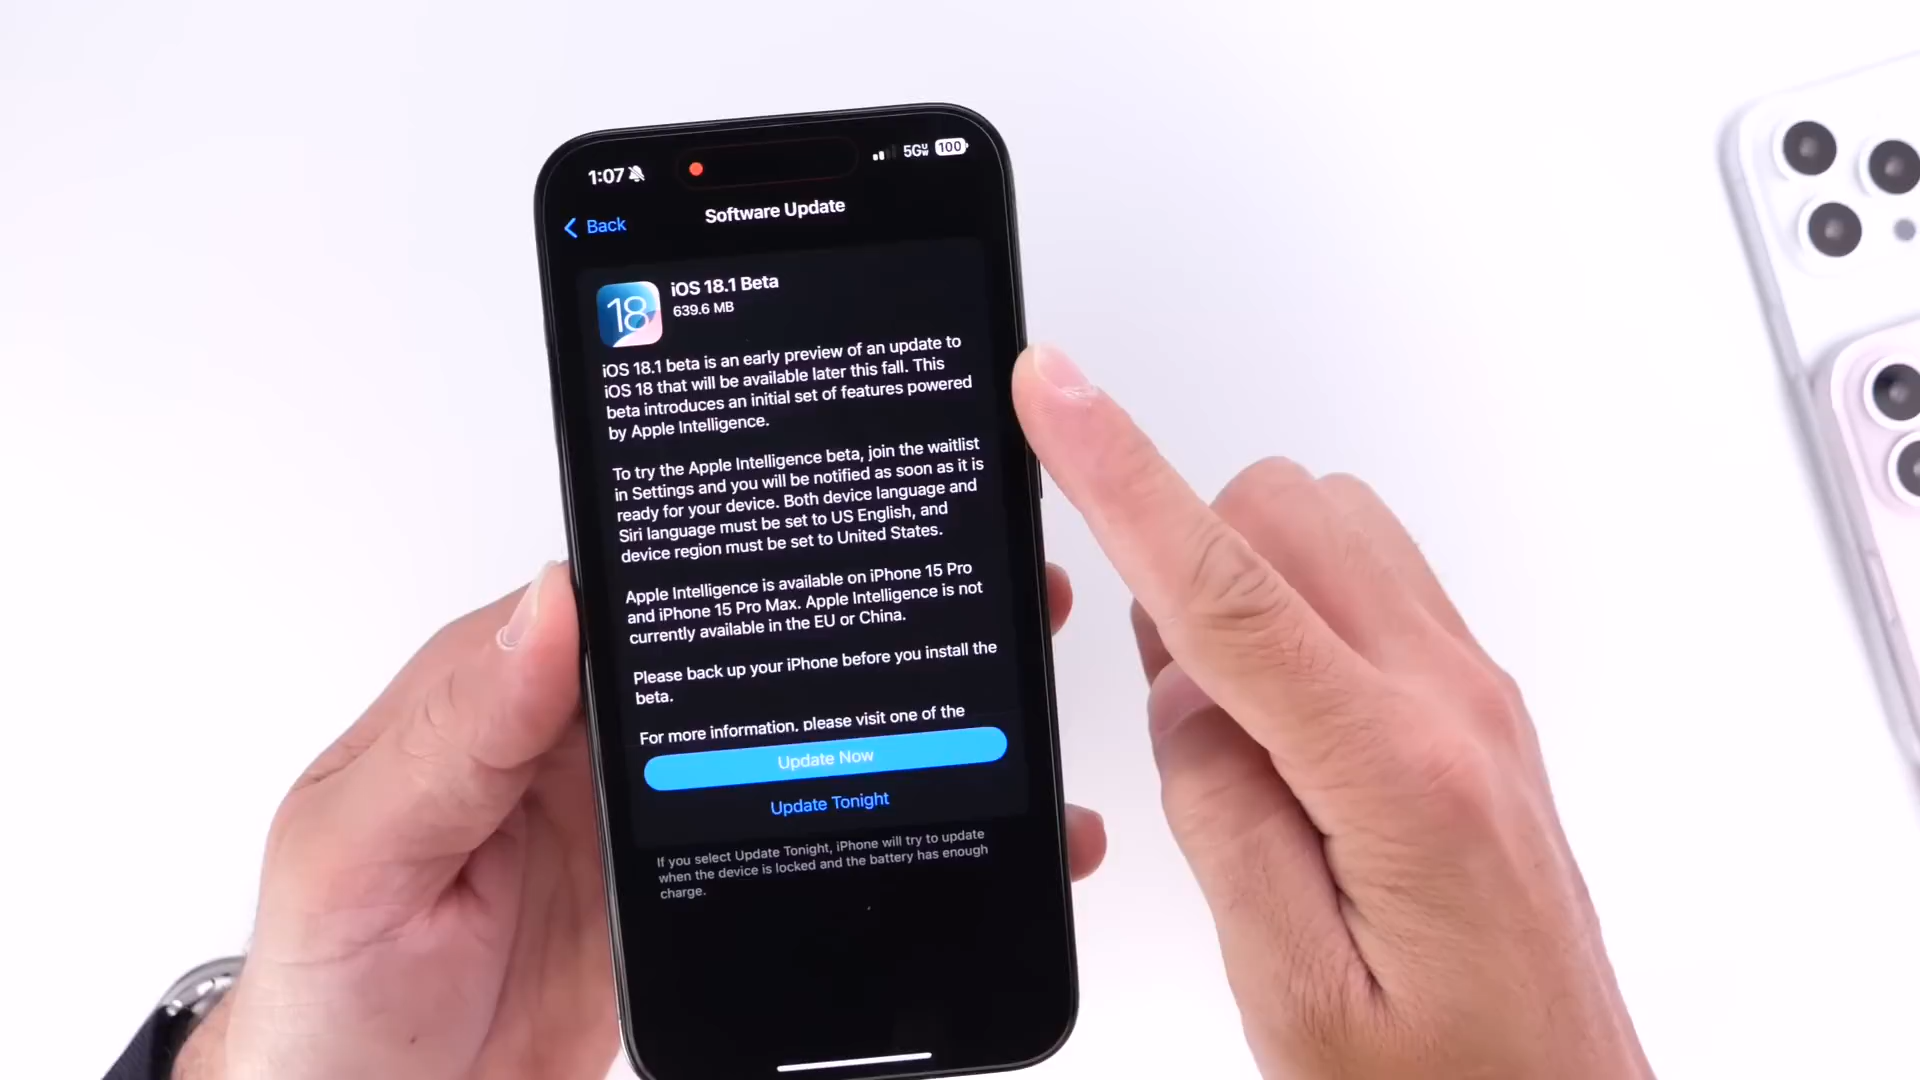 1:07
5G
100
Back
Software Update
18
iOS 18.1 Beta
639.6 MB
iOS 18.1 beta is an early preview of an update to
iOS 18 that will be available later this fall. This
beta introduces an initial set of features powered
by Apple Intelligence.
To try the Apple Intelligence beta, join the waitlist
in Settings and you will be notified as soon as it is
ready for your device. Both device language and
Siri language must be set to US English, and
device region must be set to United States.
Apple Intelligence is available on iPhone 15 Pro
and iPhone 15 Pro Max. Apple Intelligence is not
currently available in the EU or China.
Please back up your iPhone before you install the
beta.
For more information, please visit one of the
Update Now
Update Tonight
If you select Update Tonight, iPhone will try to update
when the device is locked and the battery has enough
charge.